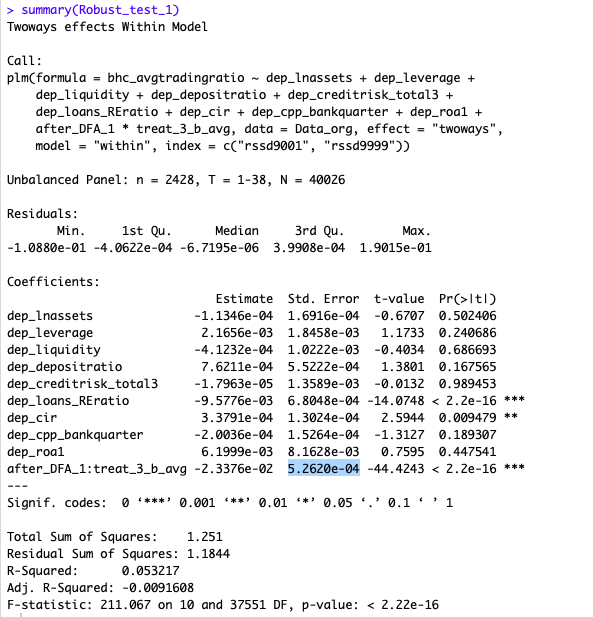 > summary(Robust_test_1)
Twoways effects Within Model
Call:
plm(formula = bhc_avgtradingratio ~ dep_lnassets + dep_leverage +
    dep_liquidity + dep_depositratio + dep_creditrisk_total3 +
    dep_loans_REratio + dep_cir + dep_cpp_bankquarter + dep_roa1 +
    after_DFA_1 * treat_3_b_avg, data = Data_org, effect = "twoways",
    model = "within", index = c("rssd9001", "rssd9999"))
Unbalanced Panel: n = 2428, T = 1-38, N = 40026
Residuals:
       Min.     1st Qu.      Median     3rd Qu.        Max.
-1.0880e-01 -4.0622e-04 -6.7195e-06  3.9908e-04  1.9015e-01
Coefficients:
                            Estimate  Std. Error  t-value  Pr(>|t|)
dep_lnassets             -1.1346e-04  1.6916e-04  -0.6707  0.502406
dep_leverage              2.1656e-03  1.8458e-03   1.1733  0.240686
dep_liquidity            -4.1232e-04  1.0222e-03  -0.4034  0.686693
dep_depositratio          7.6211e-04  5.5222e-04   1.3801  0.167565
dep_creditrisk_total3    -1.7963e-05  1.3589e-03  -0.0132  0.989453
dep_loans_REratio        -9.5776e-03  6.8048e-04 -14.0748 < 2.2e-16 ***
dep_cir                   3.3791e-04  1.3024e-04   2.5944  0.009479 **
dep_cpp_bankquarter      -2.0036e-04  1.5264e-04  -1.3127  0.189307
dep_roa1                  6.1999e-03  8.1628e-03   0.7595  0.447541
after_DFA_1:treat_3_b_avg -2.3376e-02  5.2620e-04 -44.4243 < 2.2e-16 ***
---
Signif. codes:  0 ‘***’ 0.001 ‘**’ 0.01 ‘*’ 0.05 ‘.’ 0.1 ‘ ’ 1
Total Sum of Squares:    1.251
Residual Sum of Squares: 1.1844
R-Squared:      0.053217
Adj. R-Squared: -0.0091608
F-statistic: 211.067 on 10 and 37551 DF, p-value: < 2.22e-16